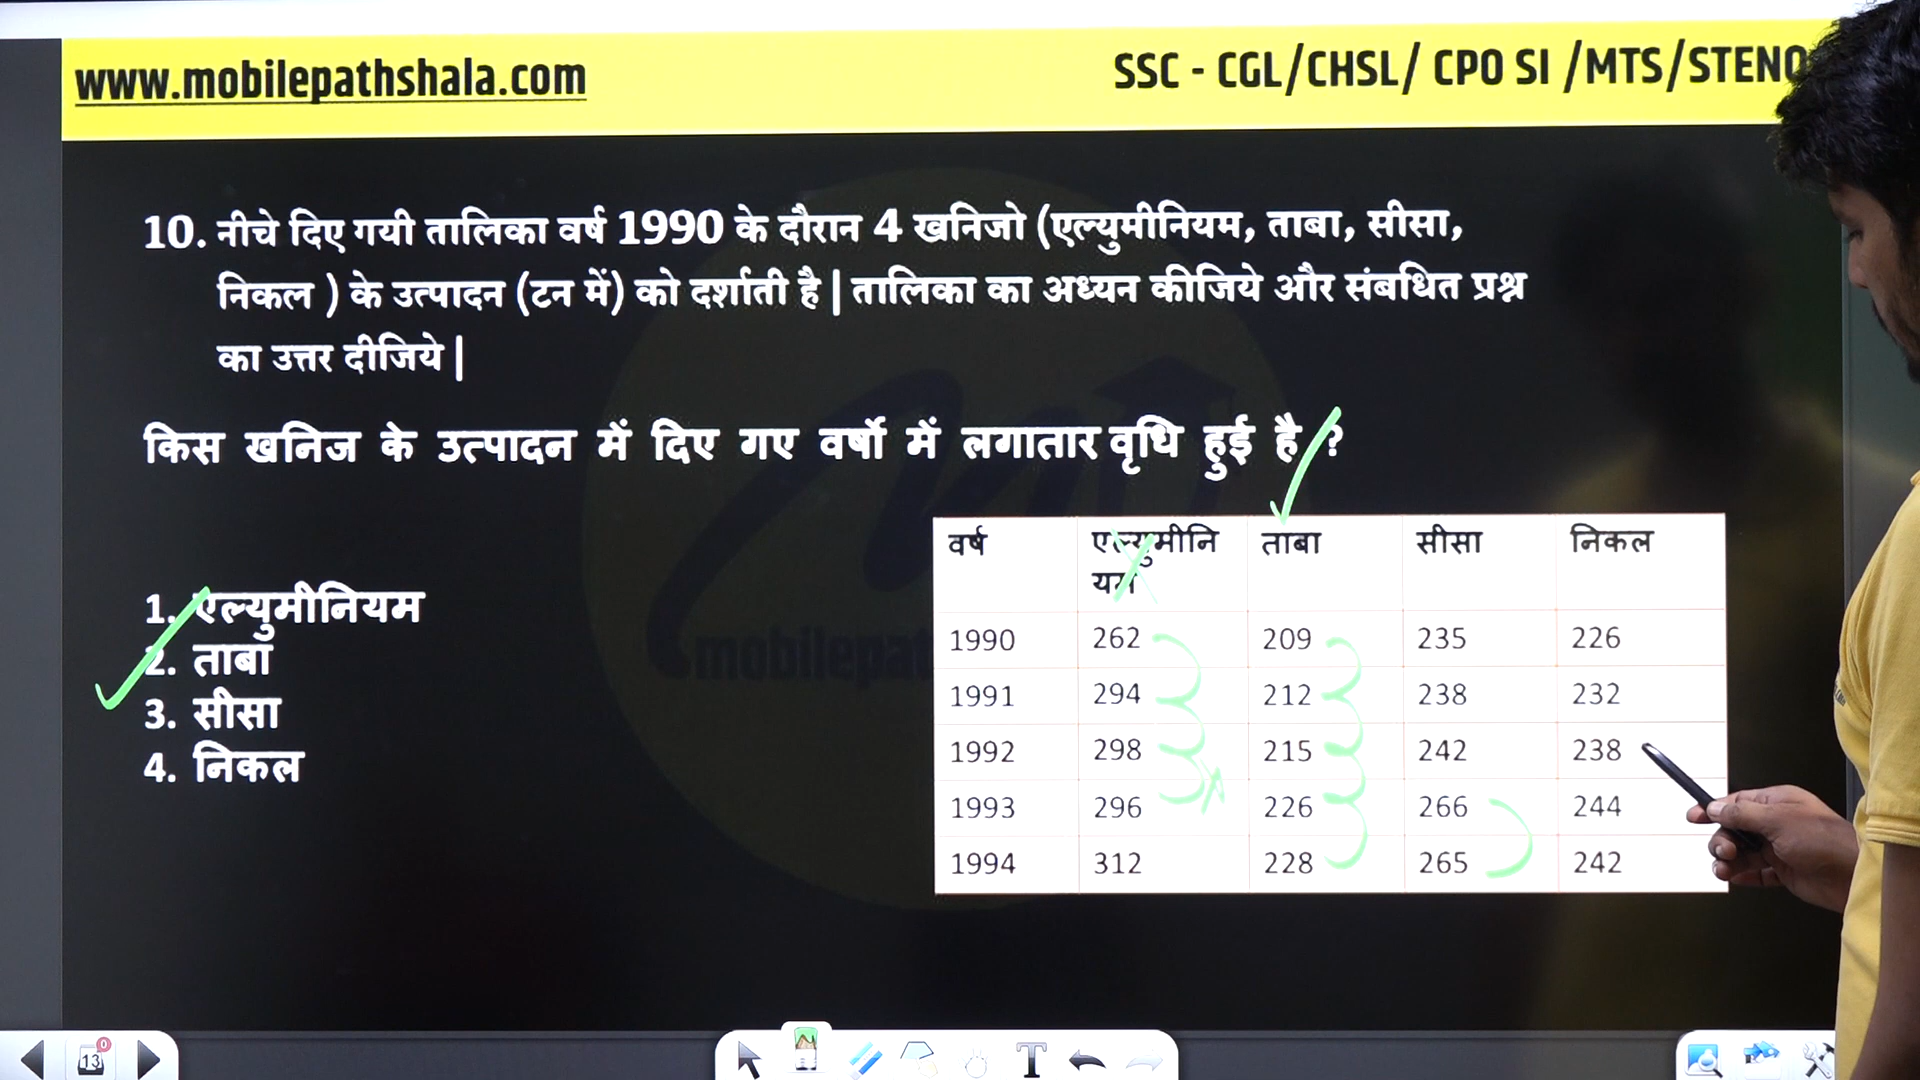 www.mobilepathshala.com
SSC - CGL/CHSL/ CPO SI /MTS/STENO
10. नीचे दिए गयी तालिका वर्ष 1990 के दौरान 4 खनिजो (एल्युमीनियम, ताबा, सीसा,
निकल ) के उत्पादन (टन में) को दर्शाती है | तालिका का अध्यन कीजिये और संबधित प्रश्न
का उत्तर दीजिये |
किस खनिज के उत्पादन में दिए गए वर्षो में लगातार वृधि हुई है ?
1. एल्युमीनियम
2. ताबा
3. सीसा
4. निकल
वर्ष एल्युमीनि ताबा सीसा निकल
यम
1990 262 209 235 226
1991 294 212 238 232
1992 298 215 242 238
1993 296 226 266 244
1994 312 228 265 242
mobilepat
13
0
T